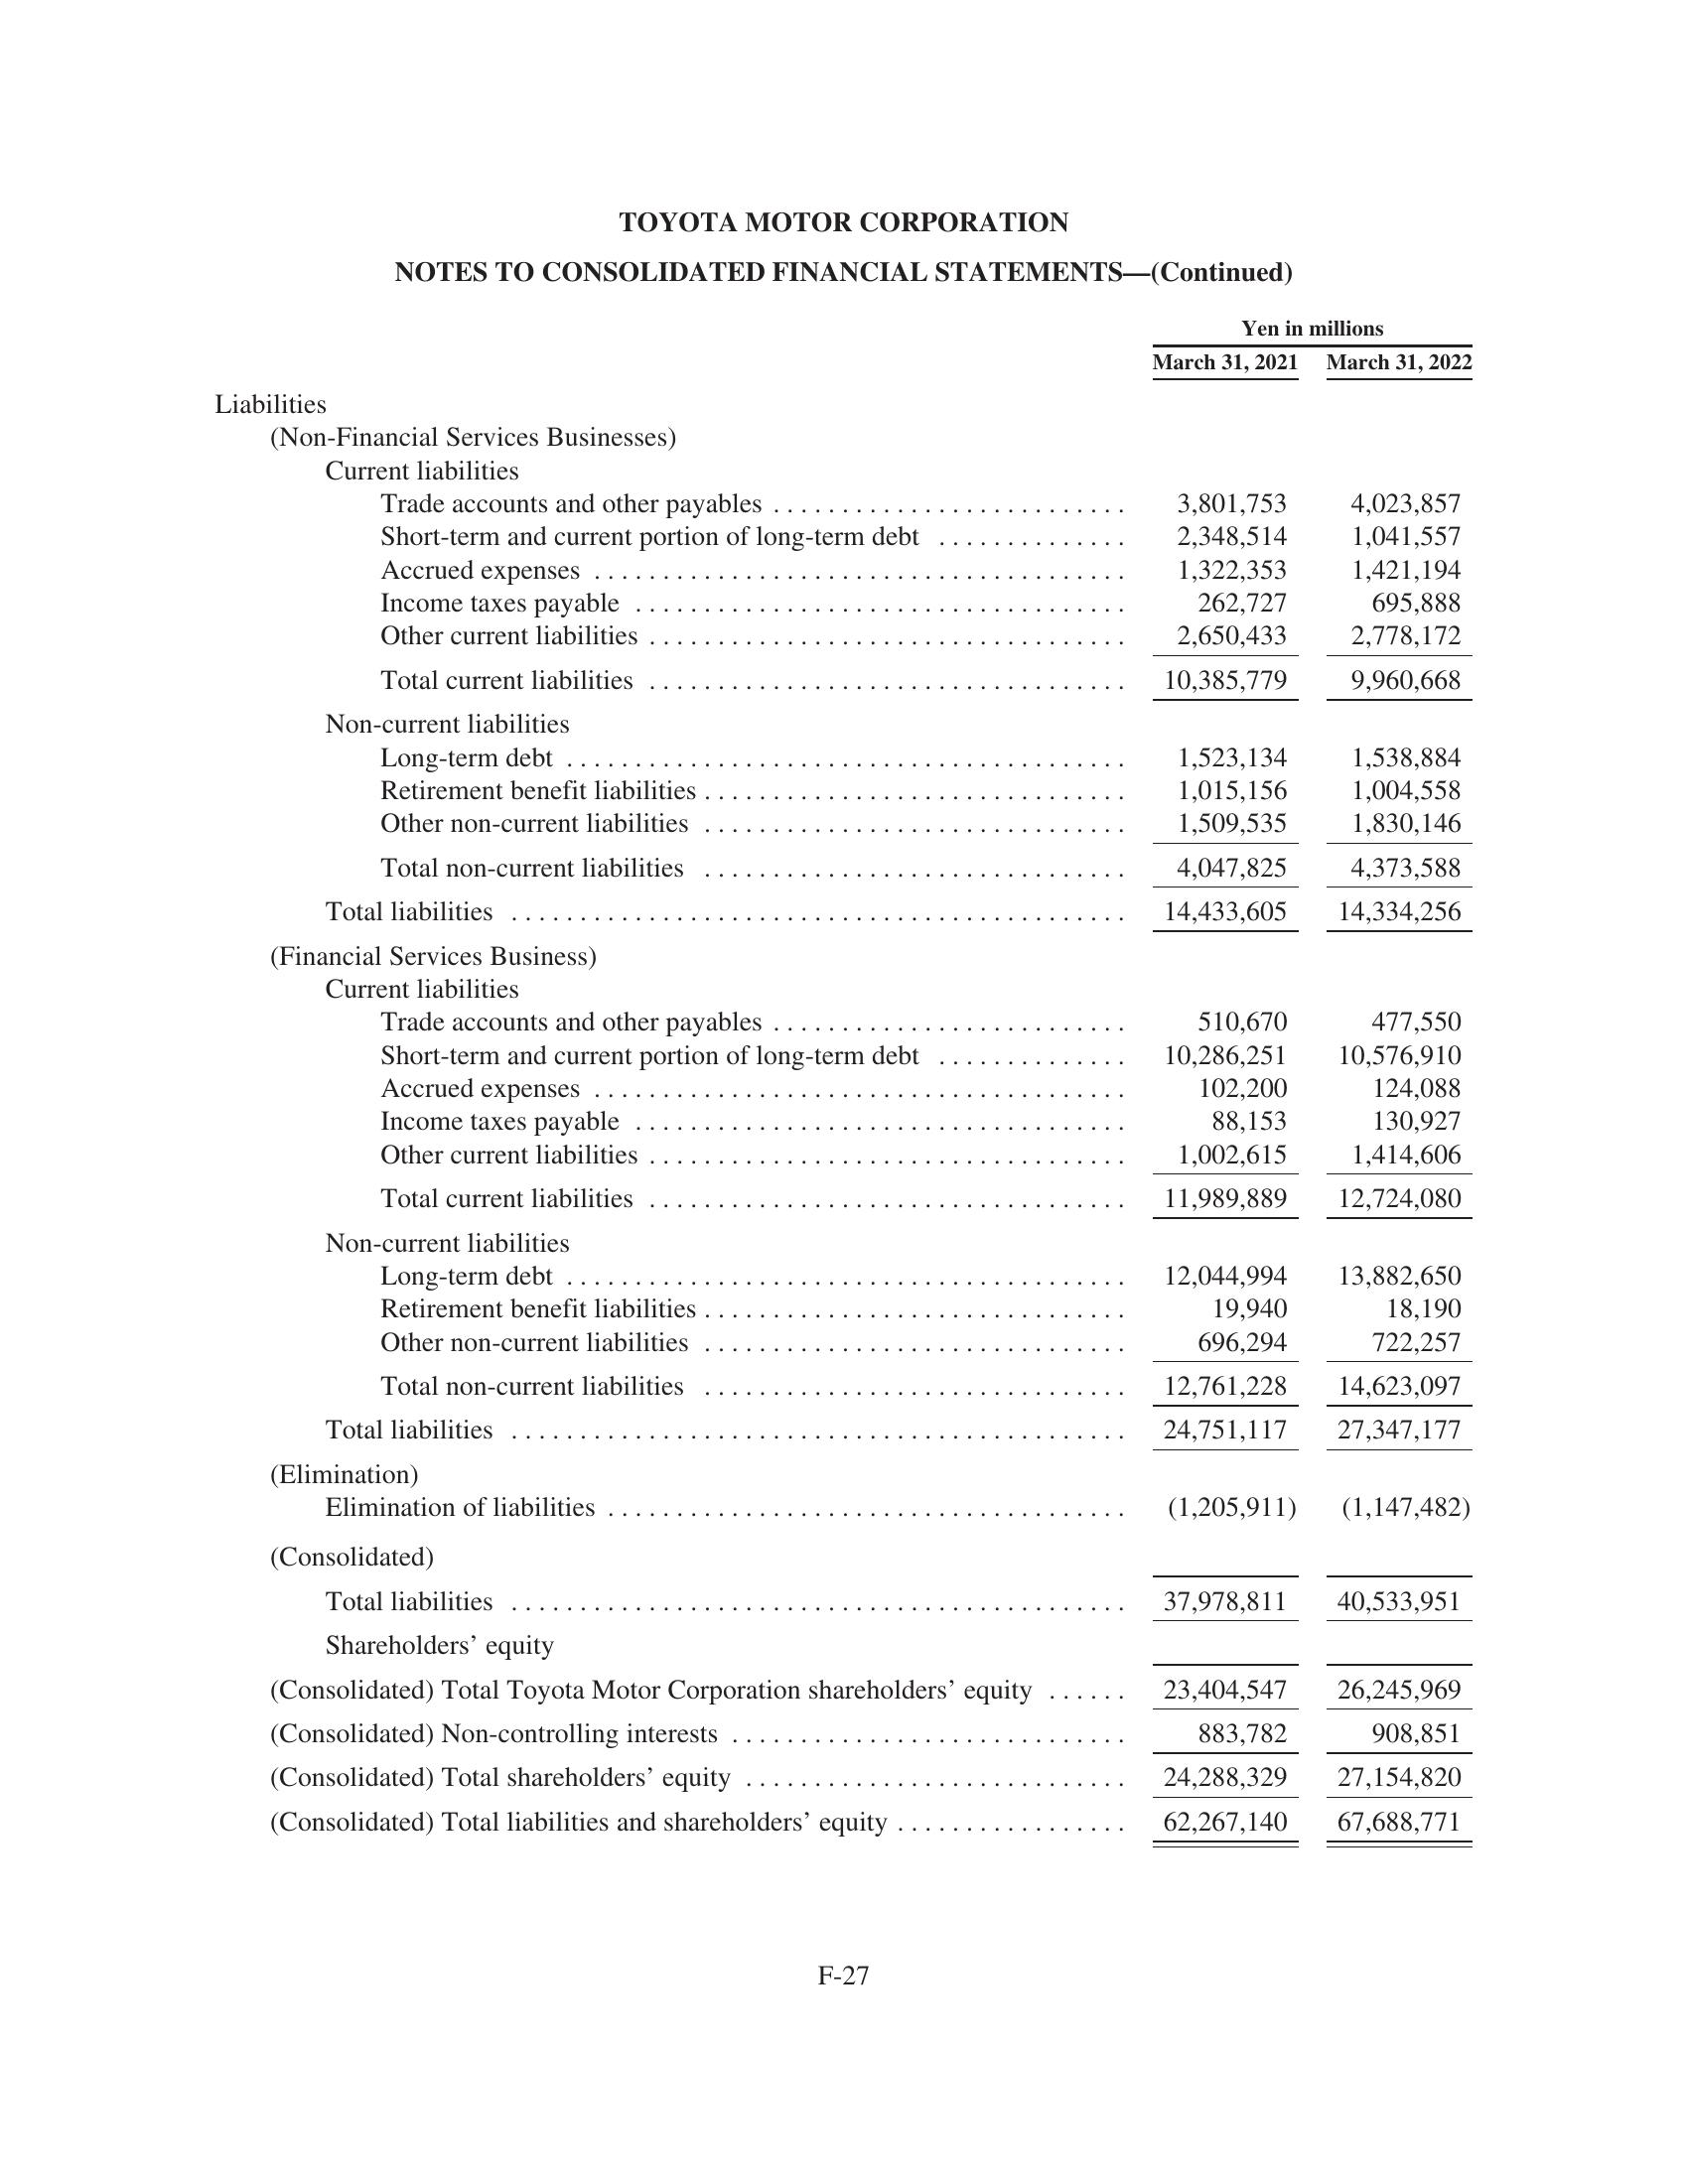 TOYOTA MOTOR CORPORATION
NOTES TO CONSOLIDATED FINANCIAL STATEMENTS—(Continued)
Yen in millions
March 31, 2021 March 31, 2022
Liabilities
(Non-Financial Services Businesses)
Current liabilities
Trade accounts and other payables 3,801,753 4,023,857
Short-term and current portion of long-term debt 2,348,514 1,041,557
Accrued expenses 1,322,353 1,421,194
Income taxes payable 262,727 695,888
Other current liabilities 2,650,433 2,778,172
Total current liabilities 10,385,779 9,960,668
Non-current liabilities
Long-term debt 1,523,134 1,538,884
Retirement benefit liabilities 1,015,156 1,004,558
Other non-current liabilities 1,509,535 1,830,146
Total non-current liabilities 4,047,825 4,373,588
Total liabilities 14,433,605 14,334,256
(Financial Services Business)
Current liabilities
Trade accounts and other payables 510,670 477,550
Short-term and current portion of long-term debt 10,286,251 10,576,910
Accrued expenses 102,200 124,088
Income taxes payable 88,153 130,927
Other current liabilities 1,002,615 1,414,606
Total current liabilities 11,989,889 12,724,080
Non-current liabilities
Long-term debt 12,044,994 13,882,650
Retirement benefit liabilities 19,940 18,190
Other non-current liabilities 696,294 722,257
Total non-current liabilities 12,761,228 14,623,097
Total liabilities 24,751,117 27,347,177
(Elimination)
Elimination of liabilities (1,205,911) (1,147,482)
(Consolidated)
Total liabilities 37,978,811 40,533,951
Shareholders’ equity
(Consolidated) Total Toyota Motor Corporation shareholders’ equity 23,404,547 26,245,969
(Consolidated) Non-controlling interests 883,782 908,851
(Consolidated) Total shareholders’ equity 24,288,329 27,154,820
(Consolidated) Total liabilities and shareholders’ equity 62,267,140 67,688,771
F-27